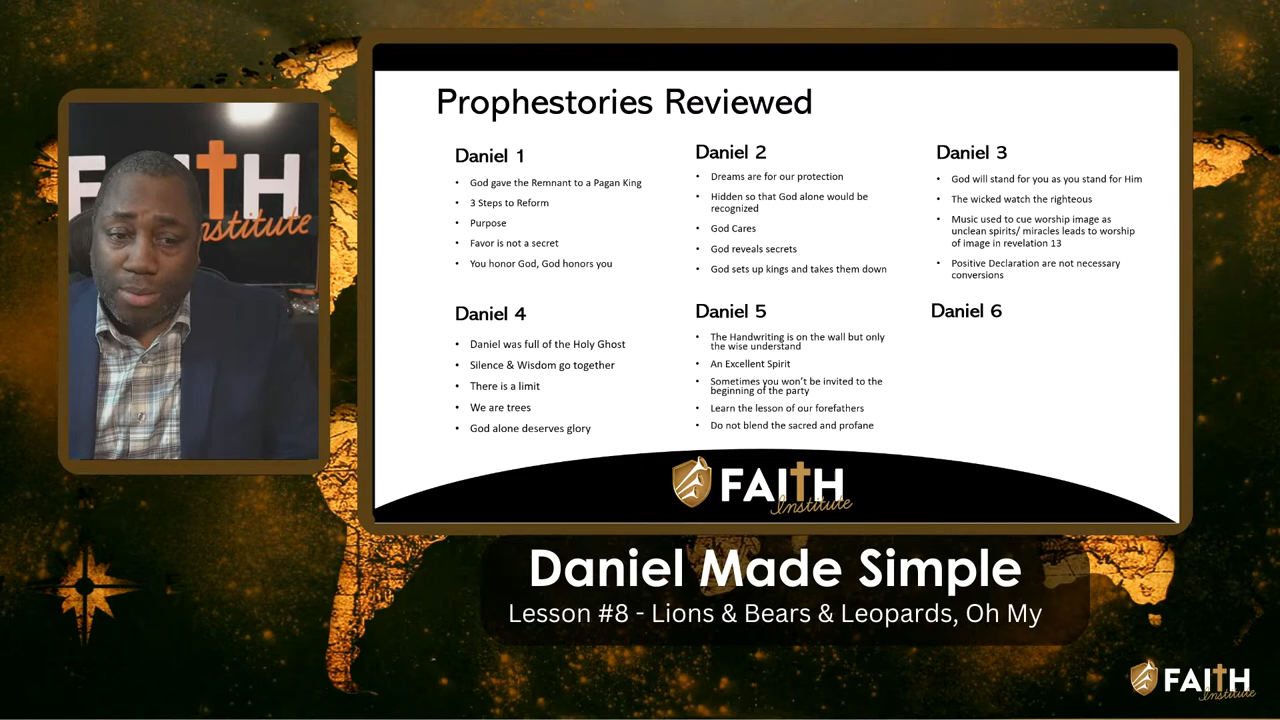 FAITH
Institute
Prophestories Reviewed
Daniel 1
• God gave the Remnant to a Pagan King
• 3 Steps to Reform
• Purpose
• Favor is not a secret
• You honor God, God honors you
Daniel 2
• Dreams are for our protection
• Hidden so that God alone would be
recognized
• God Cares
• God reveals secrets
• God sets up kings and takes them down
Daniel 3
• God will stand for you as you stand for Him
• The wicked watch the righteous
• Music used to cue worship image as
unclean spirits/ miracles leads to worship
of image in revelation 13
• Positive Declaration are not necessary
conversions
Daniel 4
• Daniel was full of the Holy Ghost
• Silence & Wisdom go together
• There is a limit
• We are trees
• God alone deserves glory
Daniel 5
• The Handwriting is on the wall but only
the wise understand
• An Excellent Spirit
• Sometimes you won't be invited to the
beginning of the party
• Learn the lesson of our forefathers
• Do not blend the sacred and profane
Daniel 6
FAITH
Institute
Daniel Made Simple
Lesson #8 - Lions & Bears & Leopards, Oh My
FAITH
Institute